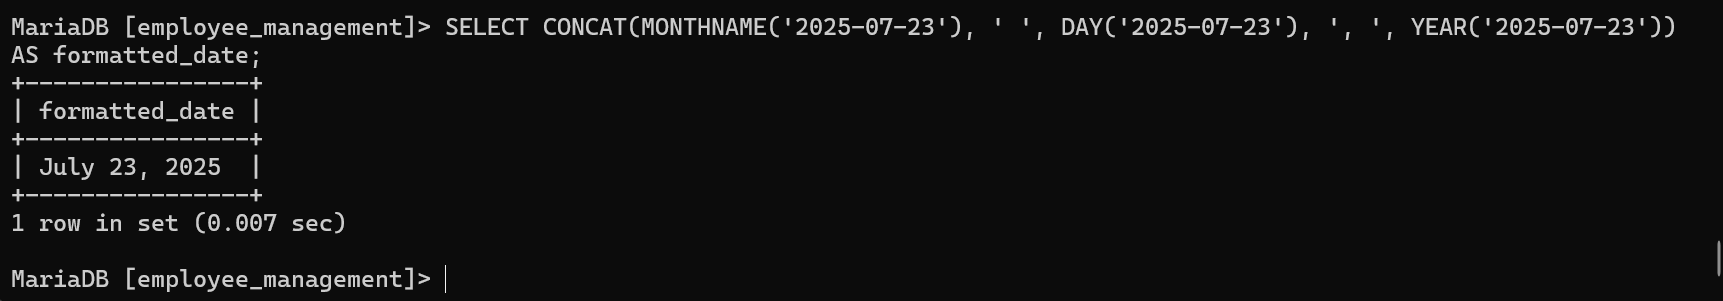 MariaDB [employee_management]> SELECT CONCAT(MONTHNAME('2025-07-23'), ' ', DAY('2025-07-23'), ', ', YEAR('2025-07-23'))
AS formatted_date;
+----------------+
| formatted_date |
+----------------+
| July 23, 2025  |
+----------------+
1 row in set (0.007 sec)
MariaDB [employee_management]>